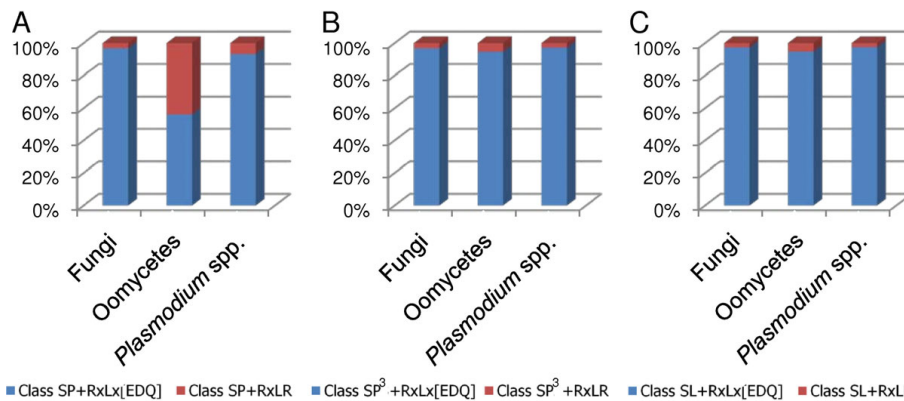 A
B
C
100%
80%
60%
40%
20%
0%
100%
80%
60%
40%
20%
0%
100%
80%
60%
40%
20%
0%
Fungi
Oomycetes
Plasmodium spp.
Fungi
Oomycetes
Plasmodium spp.
Fungi
Oomycetes
Plasmodium spp.
Class SP+RxLx[EDQ] Class SP+RxLR Class SP³ +RxLx[EDQ] Class SP³ +RxLR Class SL+RxLx[EDQ] Class SL+RxL